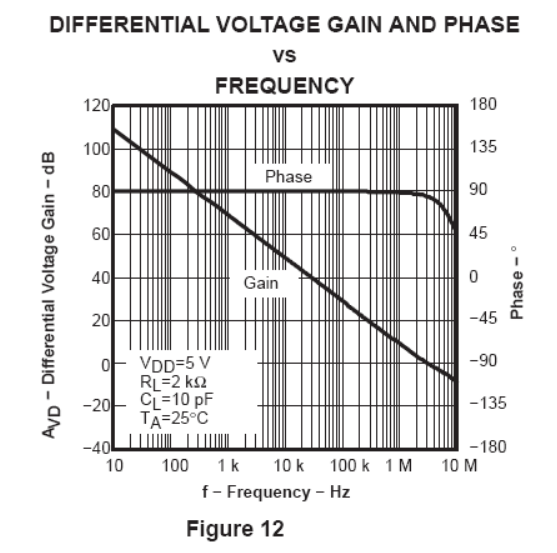 DIFFERENTIAL VOLTAGE GAIN AND PHASE
vs
FREQUENCY
AVD – Differential Voltage Gain – dB
120
100
80
60
40
20
0
–20
–40
180
135
90
45
0
–45
–90
–135
–180
Phase – °
Phase
Gain
VDD=5 V
RL=2 kΩ
CL=10 pF
TA=25°C
10 100 1 k 10 k 100 k 1 M 10 M
f – Frequency – Hz
Figure 12